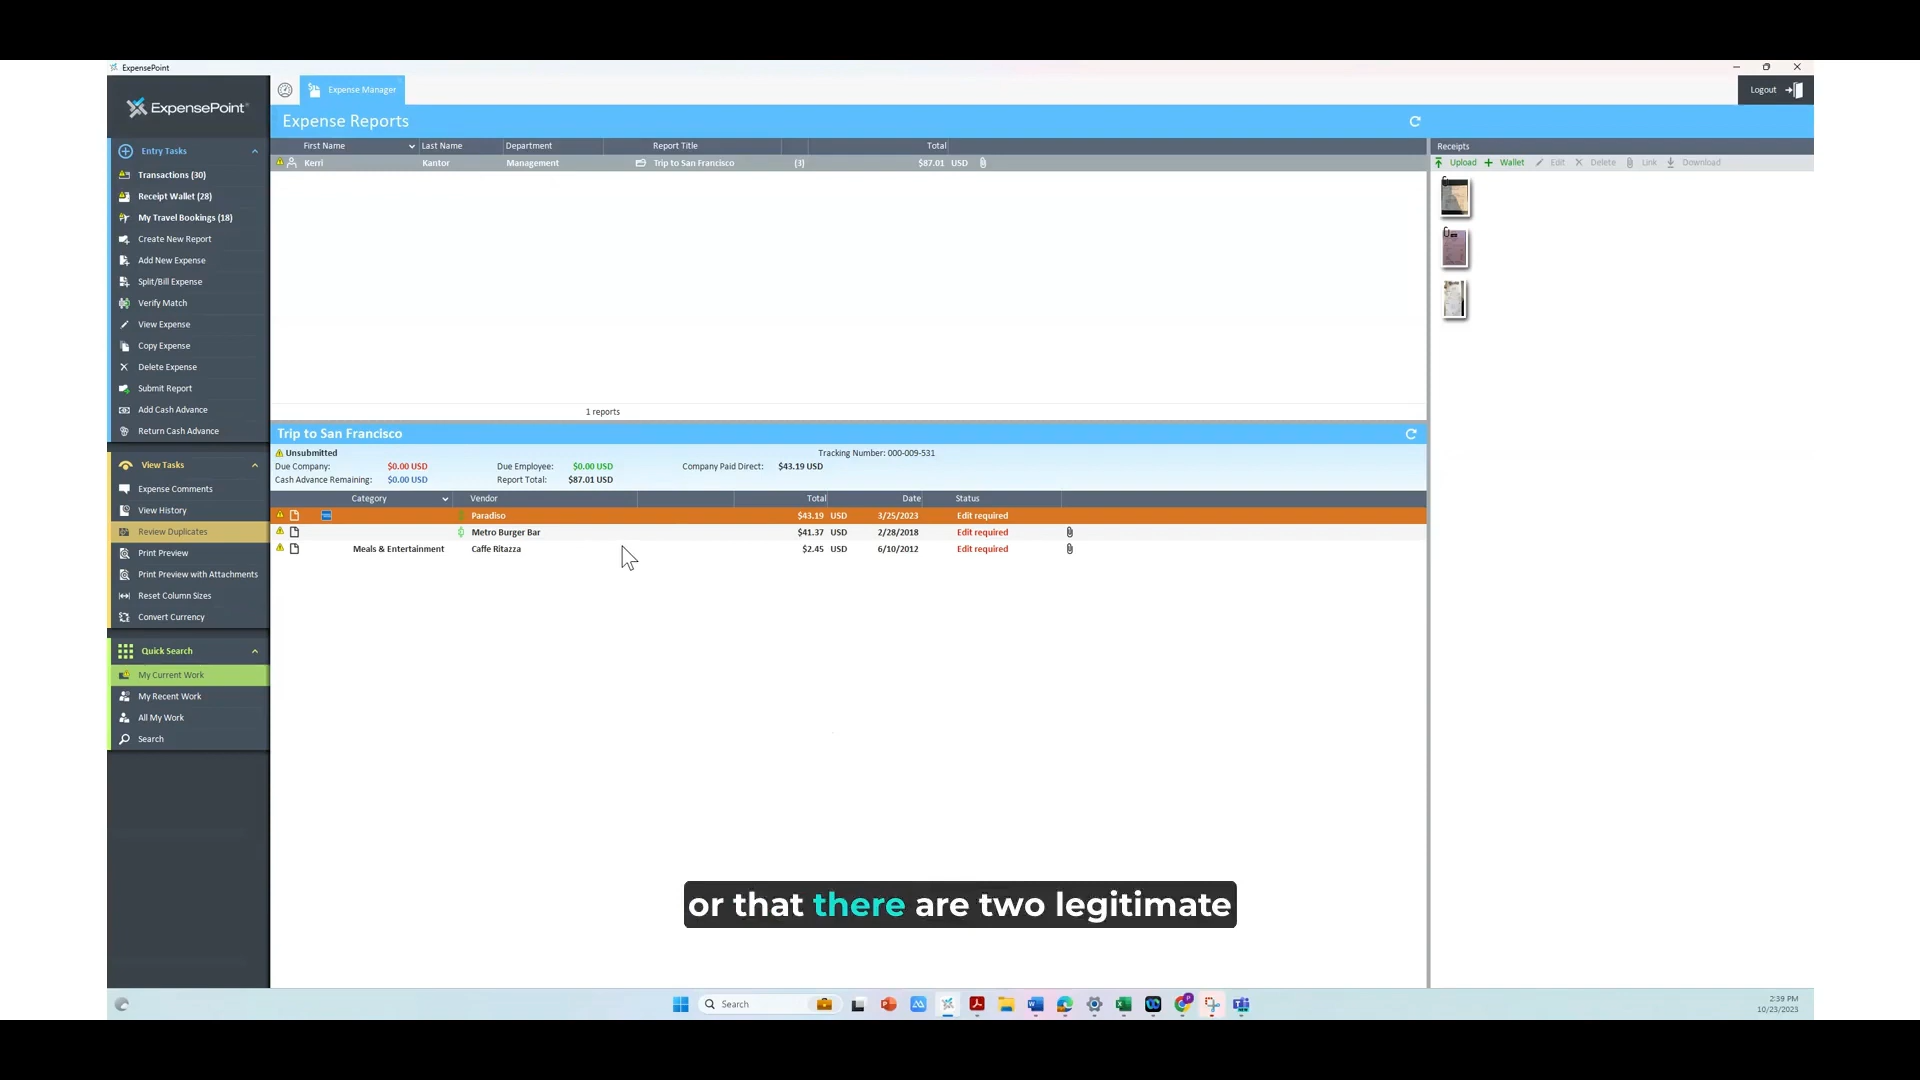 ExpensePoint
ExpensePoint
Expense Manager
Logout
Expense Reports
First Name Last Name Department Report Title Total
Kerri Kantor Management Trip to San Francisco (3) $87.01 USD
1 reports
Entry Tasks
Transactions (30)
Receipt Wallet (28)
My Travel Bookings (18)
Create New Report
Add New Expense
Split/Bill Expense
Verify Match
View Expense
Copy Expense
Delete Expense
Submit Report
Add Cash Advance
Return Cash Advance
View Tasks
Expense Comments
View History
Review Duplicates
Print Preview
Print Preview with Attachments
Reset Column Sizes
Convert Currency
Quick Search
My Current Work
My Recent Work
All My Work
Search
Trip to San Francisco
Unsubmitted Tracking Number: 000-009-531
Due Company: $0.00 USD Due Employee: $0.00 USD Company Paid Direct: $43.19 USD
Cash Advance Remaining: $0.00 USD Report Total: $87.01 USD
Category Vendor Total Date Status
Paradiso $43.19 USD 3/25/2023 Edit required
Metro Burger Bar $41.37 USD 2/28/2018 Edit required
Meals & Entertainment Caffe Ritazza $2.45 USD 6/10/2012 Edit required
Receipts
Upload Wallet Edit Delete Link Download
or that there are two legitimate
Search
2:39 PM
10/23/2023